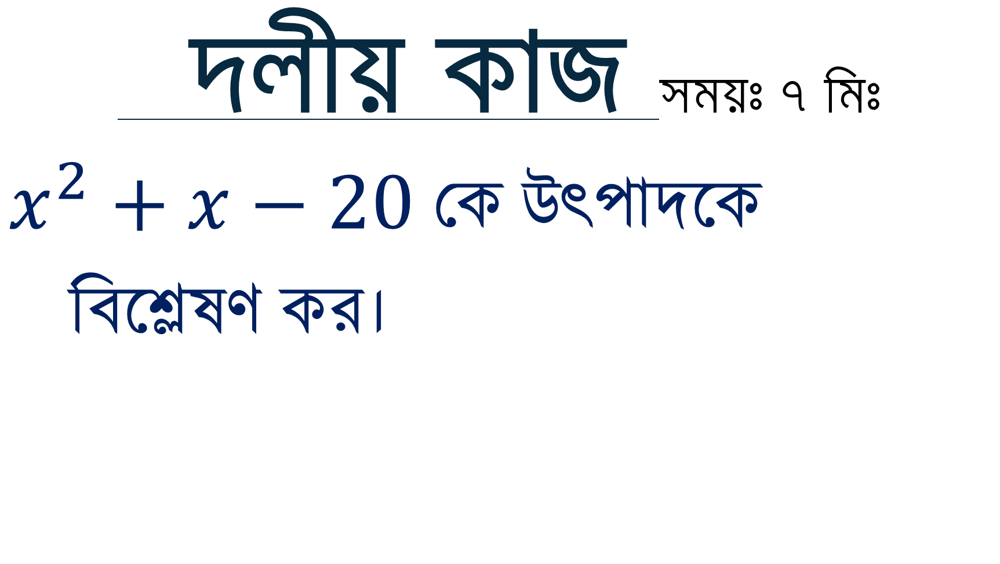 দলীয় কাজ সময়ঃ ৭ মিঃ
x² + x − 20 কে উৎপাদকে
বিশ্লেষণ কর।